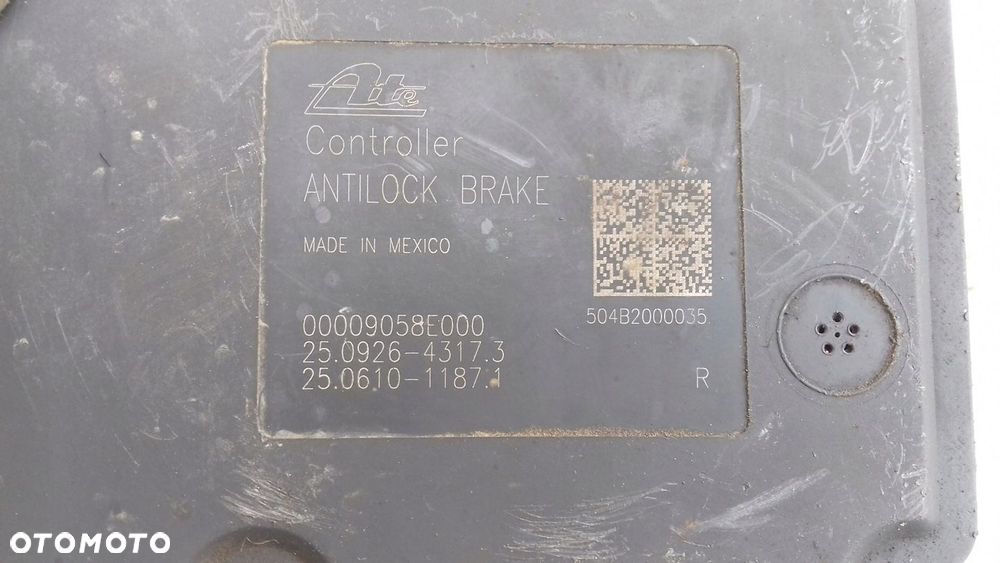 Ate
Controller
ANTILOCK BRAKE
MADE IN MEXICO
00009058E000
25.0926-4317.3
25.0610-1187.1
504B2000035
R
OTOMOTO